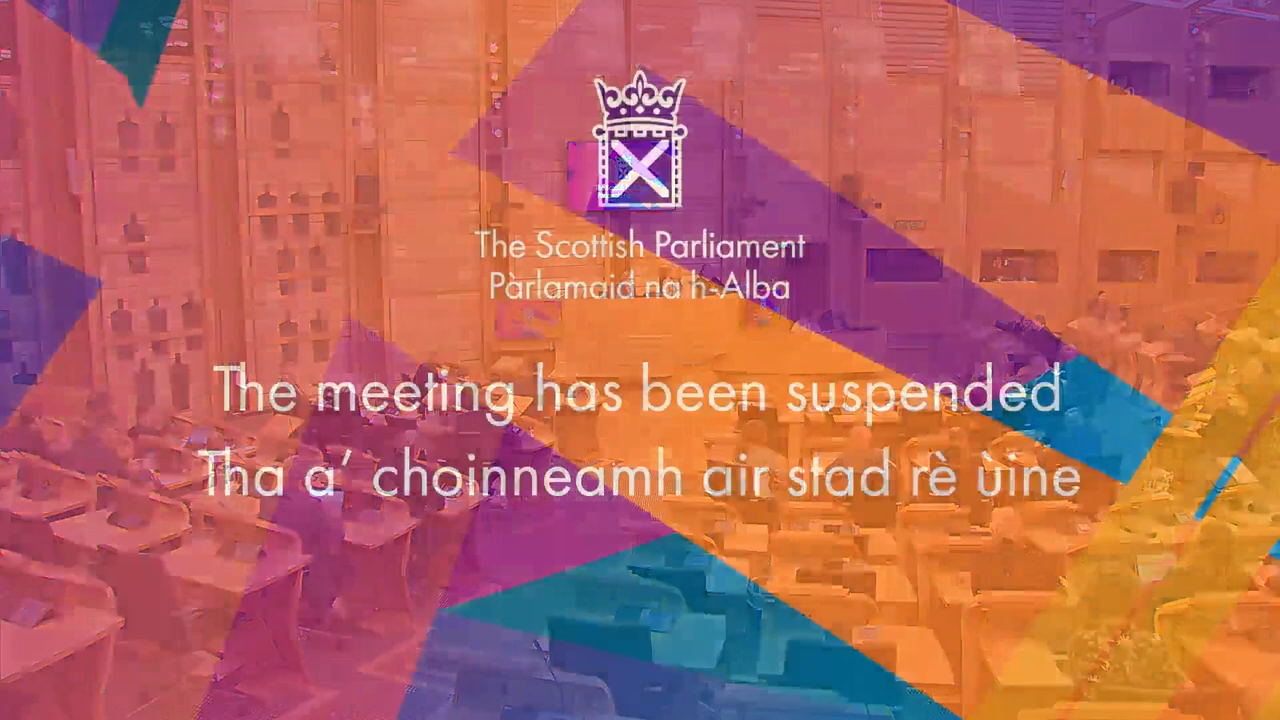 The Scottish Parliament
Pàrlamaid na h-Alba
The meeting has been suspended
Tha a’ choinneamh air stad rè ùine